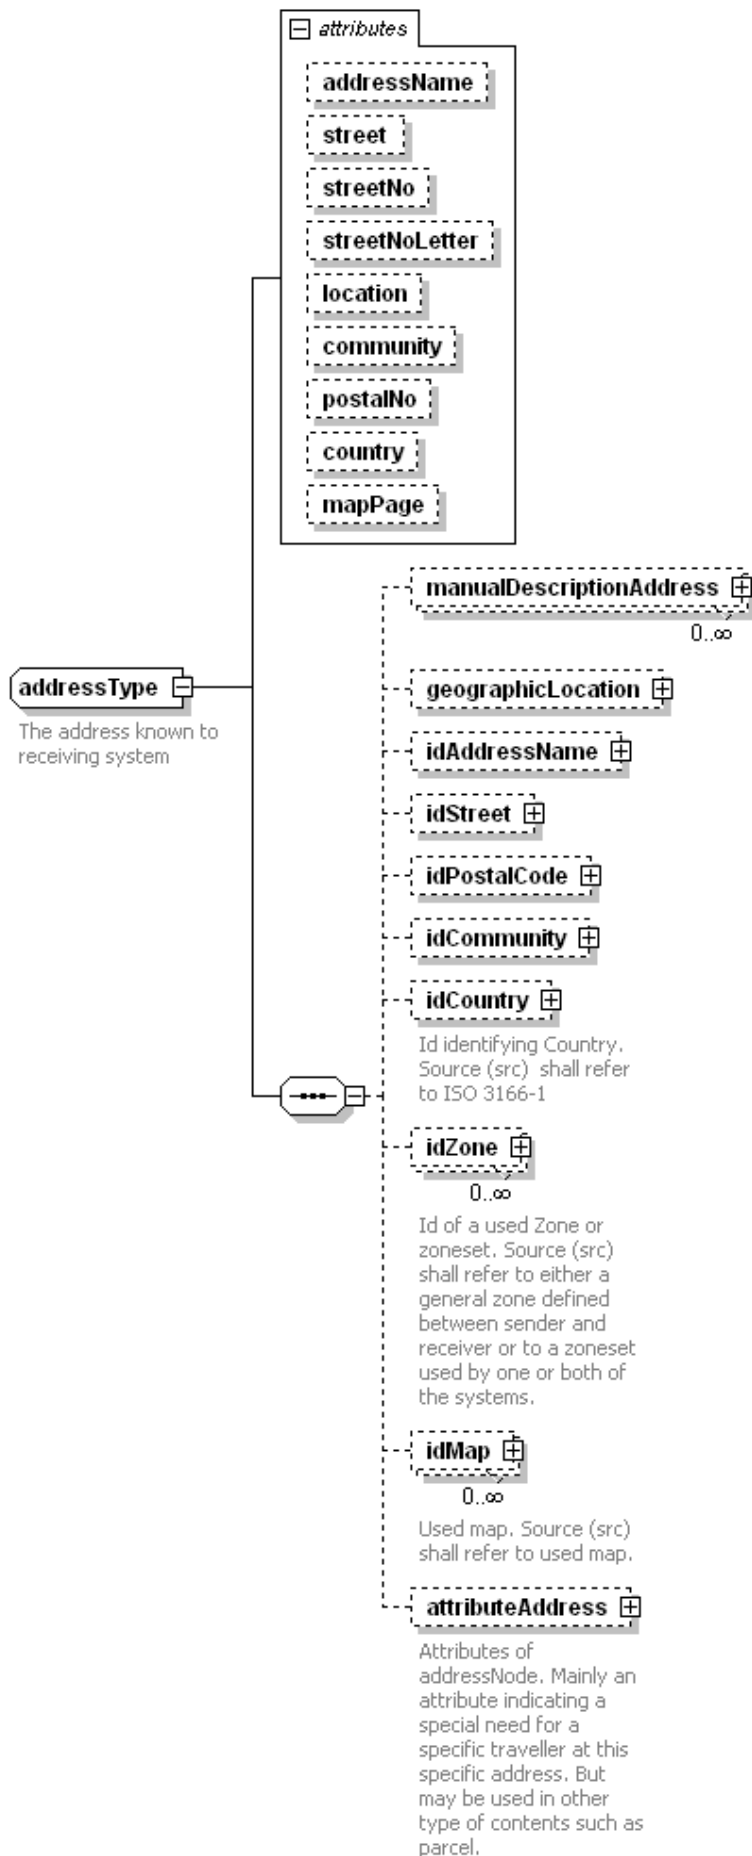 attributes
addressName
street
streetNo
streetNoLetter
location
community
postalNo
country
mapPage
addressType
The address known to
receiving system
manualDescriptionAddress
0..∞
geographicLocation
idAddressName
idStreet
idPostalCode
idCommunity
idCountry
Id identifying Country.
Source (src)  shall refer
to ISO 3166-1
idZone
0..∞
Id of a used Zone or
zoneset. Source (src)
shall refer to either a
general zone defined
between sender and
receiver or to a zoneset
used by one or both of
the systems.
idMap
0..∞
Used map. Source (src)
shall refer to used map.
attributeAddress
Attributes of
addressNode. Mainly an
attribute indicating a
special need for a
specific traveller at this
specific address. But
may be used in other
type of contents such as
parcel.